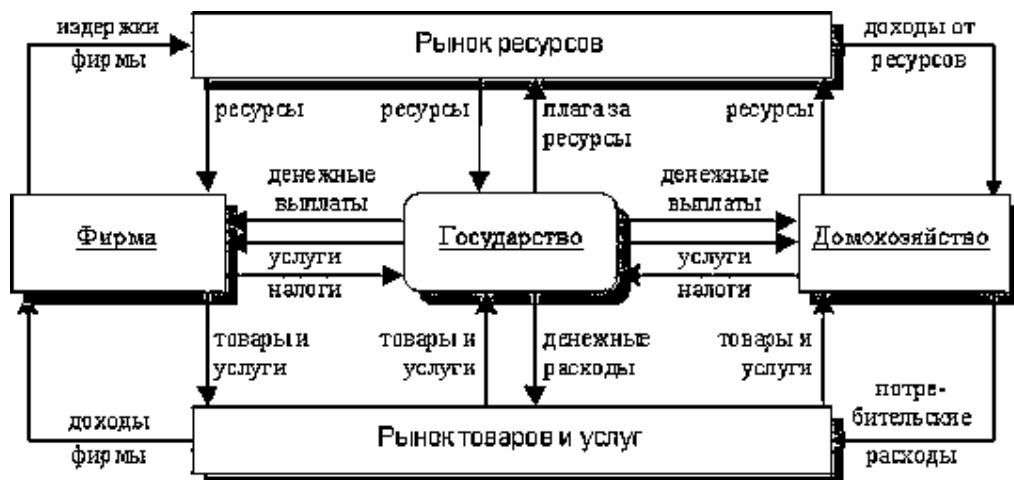 издержки
фирмы
Рынок ресурсов
доходы от
ресурсов
ресурсы
ресурсы
плата за
ресурсы
ресурсы
денежные
выплаты
денежные
выплаты
Фирма
Государство
Домохозяйство
услуги
налоги
услуги
налоги
товары и
услуги
товары и
услуги
денежные
расходы
товары и
услуги
доходы
фирмы
Рынок товаров и услуг
потре-
бительские
расходы